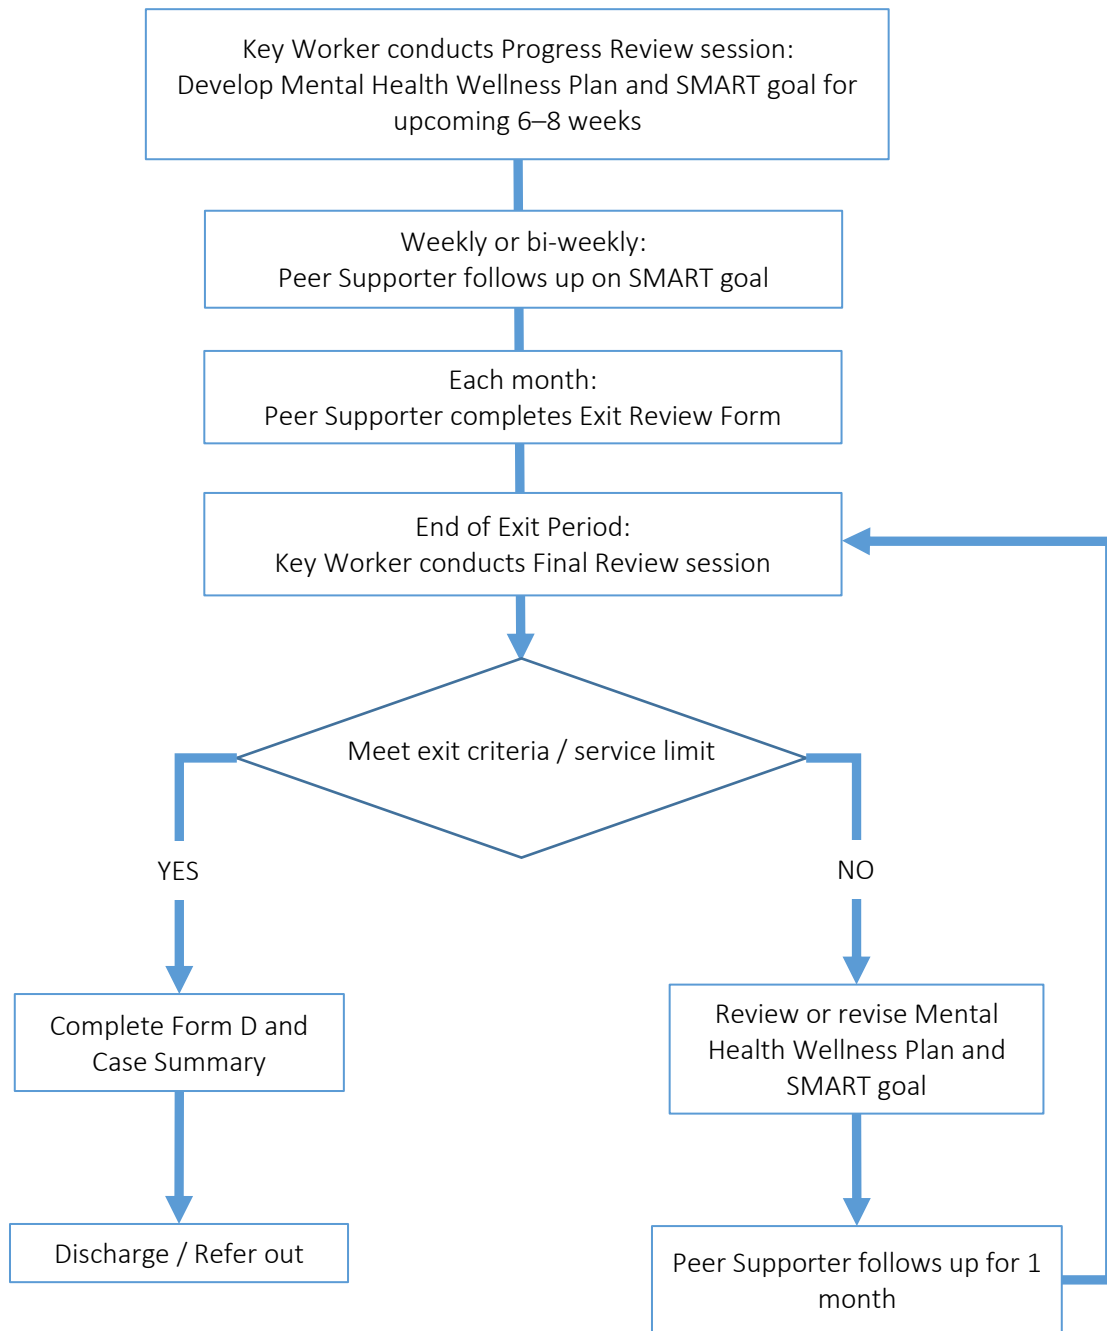 Key Worker conducts Progress Review session:
Develop Mental Health Wellness Plan and SMART goal for
upcoming 6–8 weeks
Weekly or bi-weekly:
Peer Supporter follows up on SMART goal
Each month:
Peer Supporter completes Exit Review Form
End of Exit Period:
Key Worker conducts Final Review session
Meet exit criteria / service limit
YES
NO
Complete Form D and
Case Summary
Review or revise Mental
Health Wellness Plan and
SMART goal
Discharge / Refer out
Peer Supporter follows up for 1
month